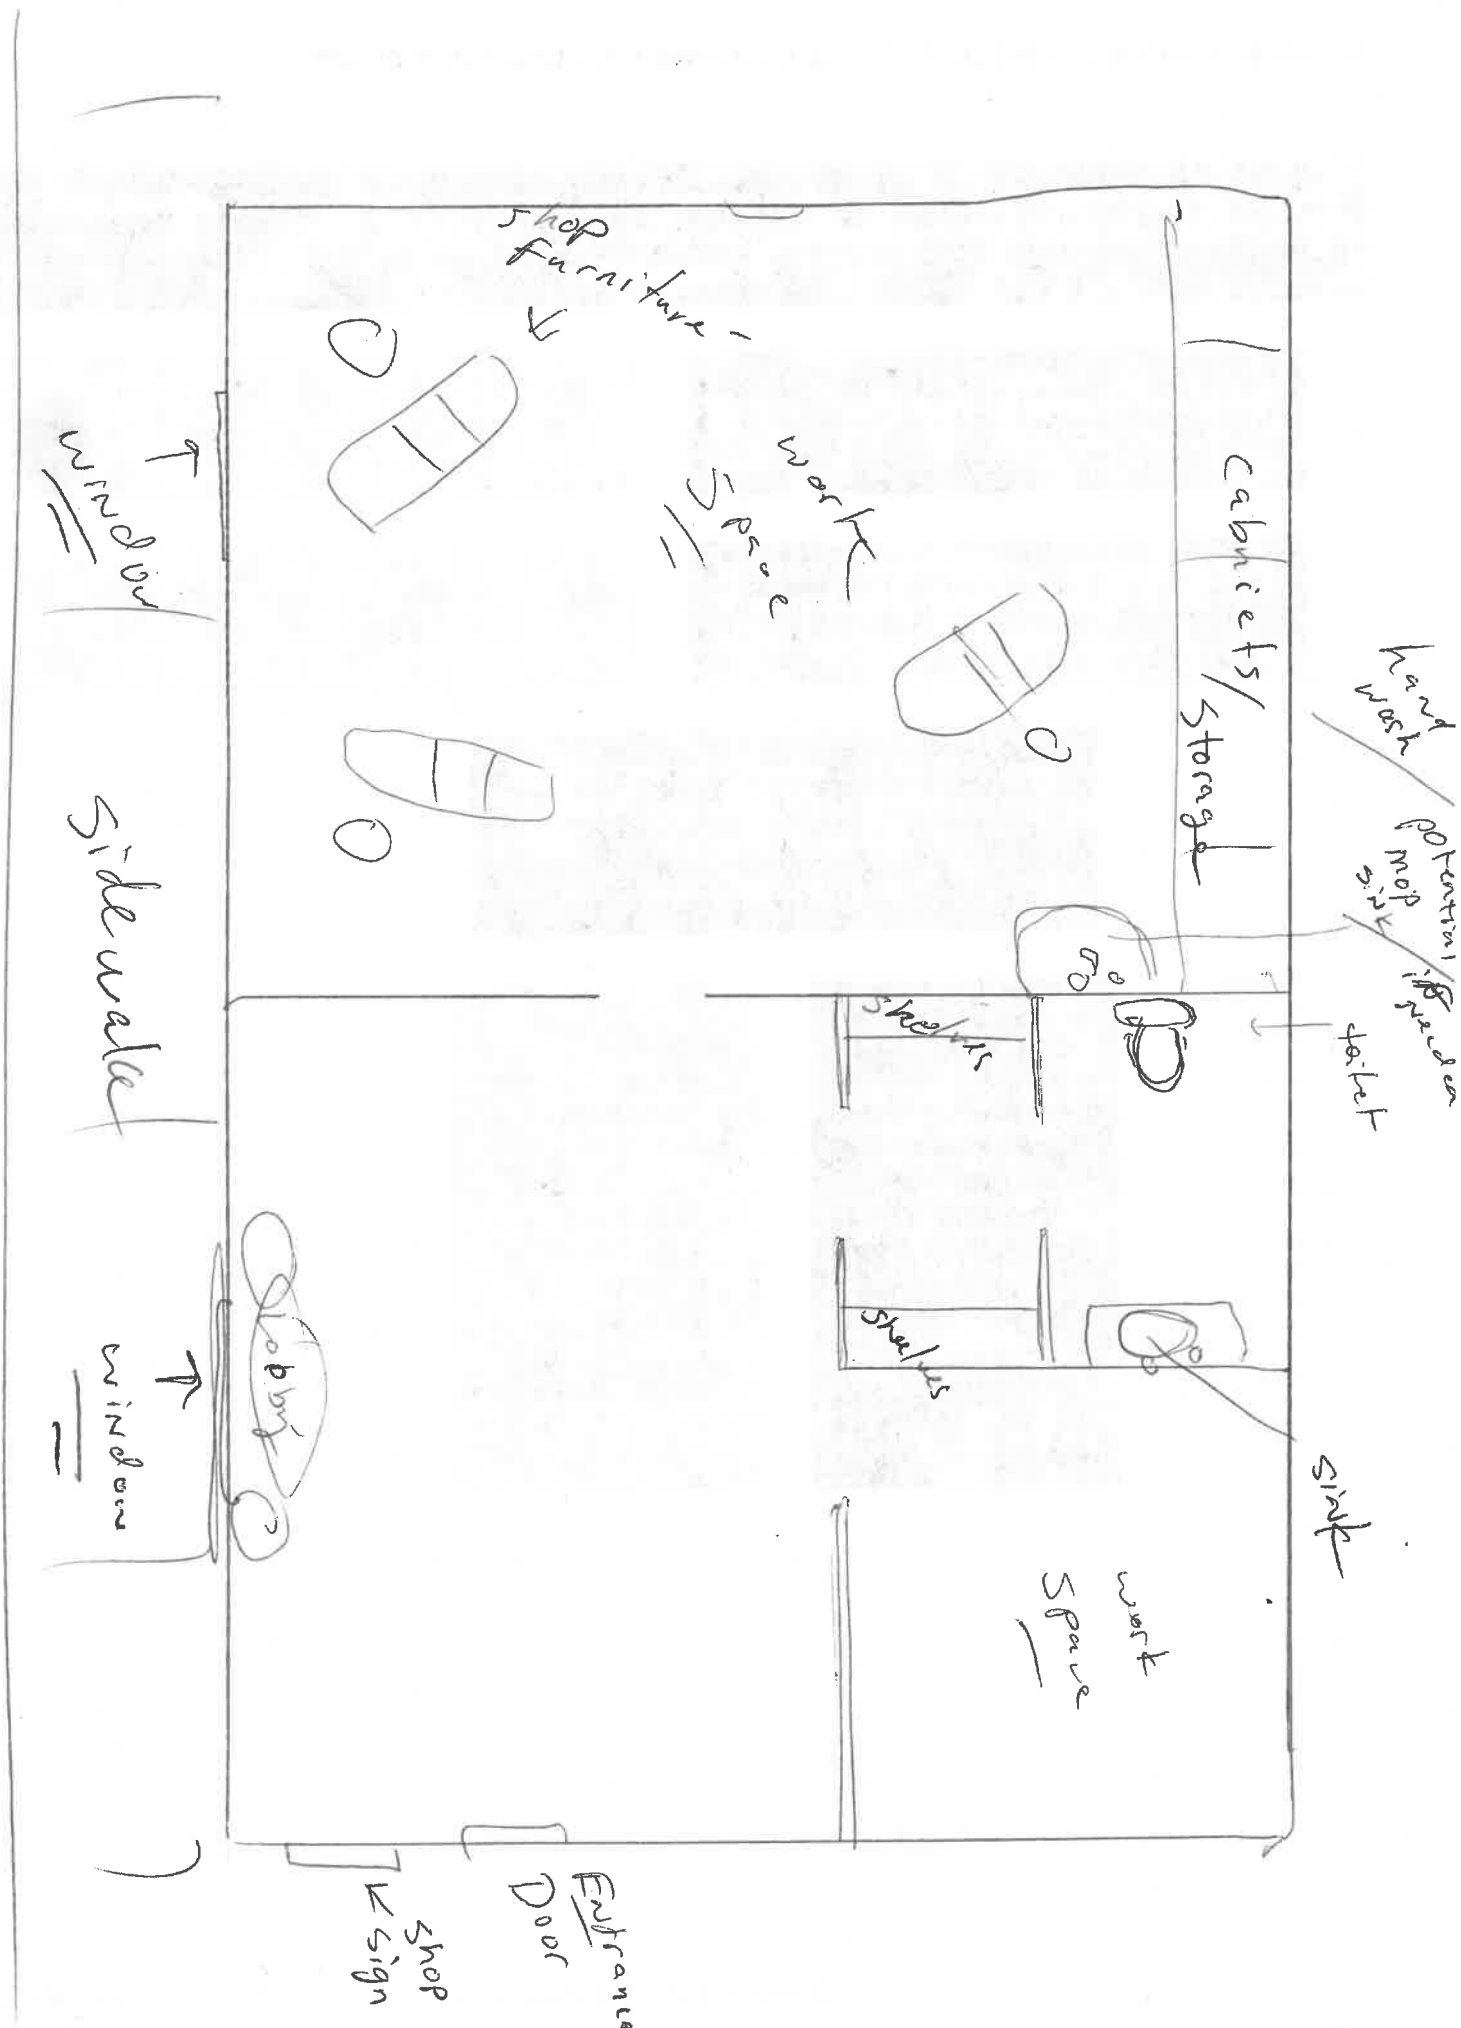 hand
wash
potential
mop
sink
if
needed
toilet
sink
Cabniets/
Storage
shop
furniture -
work
space
shelves
sheelves
work
space
Lobby
window
Sidewalk
window
Entrance
Door
shop
sign